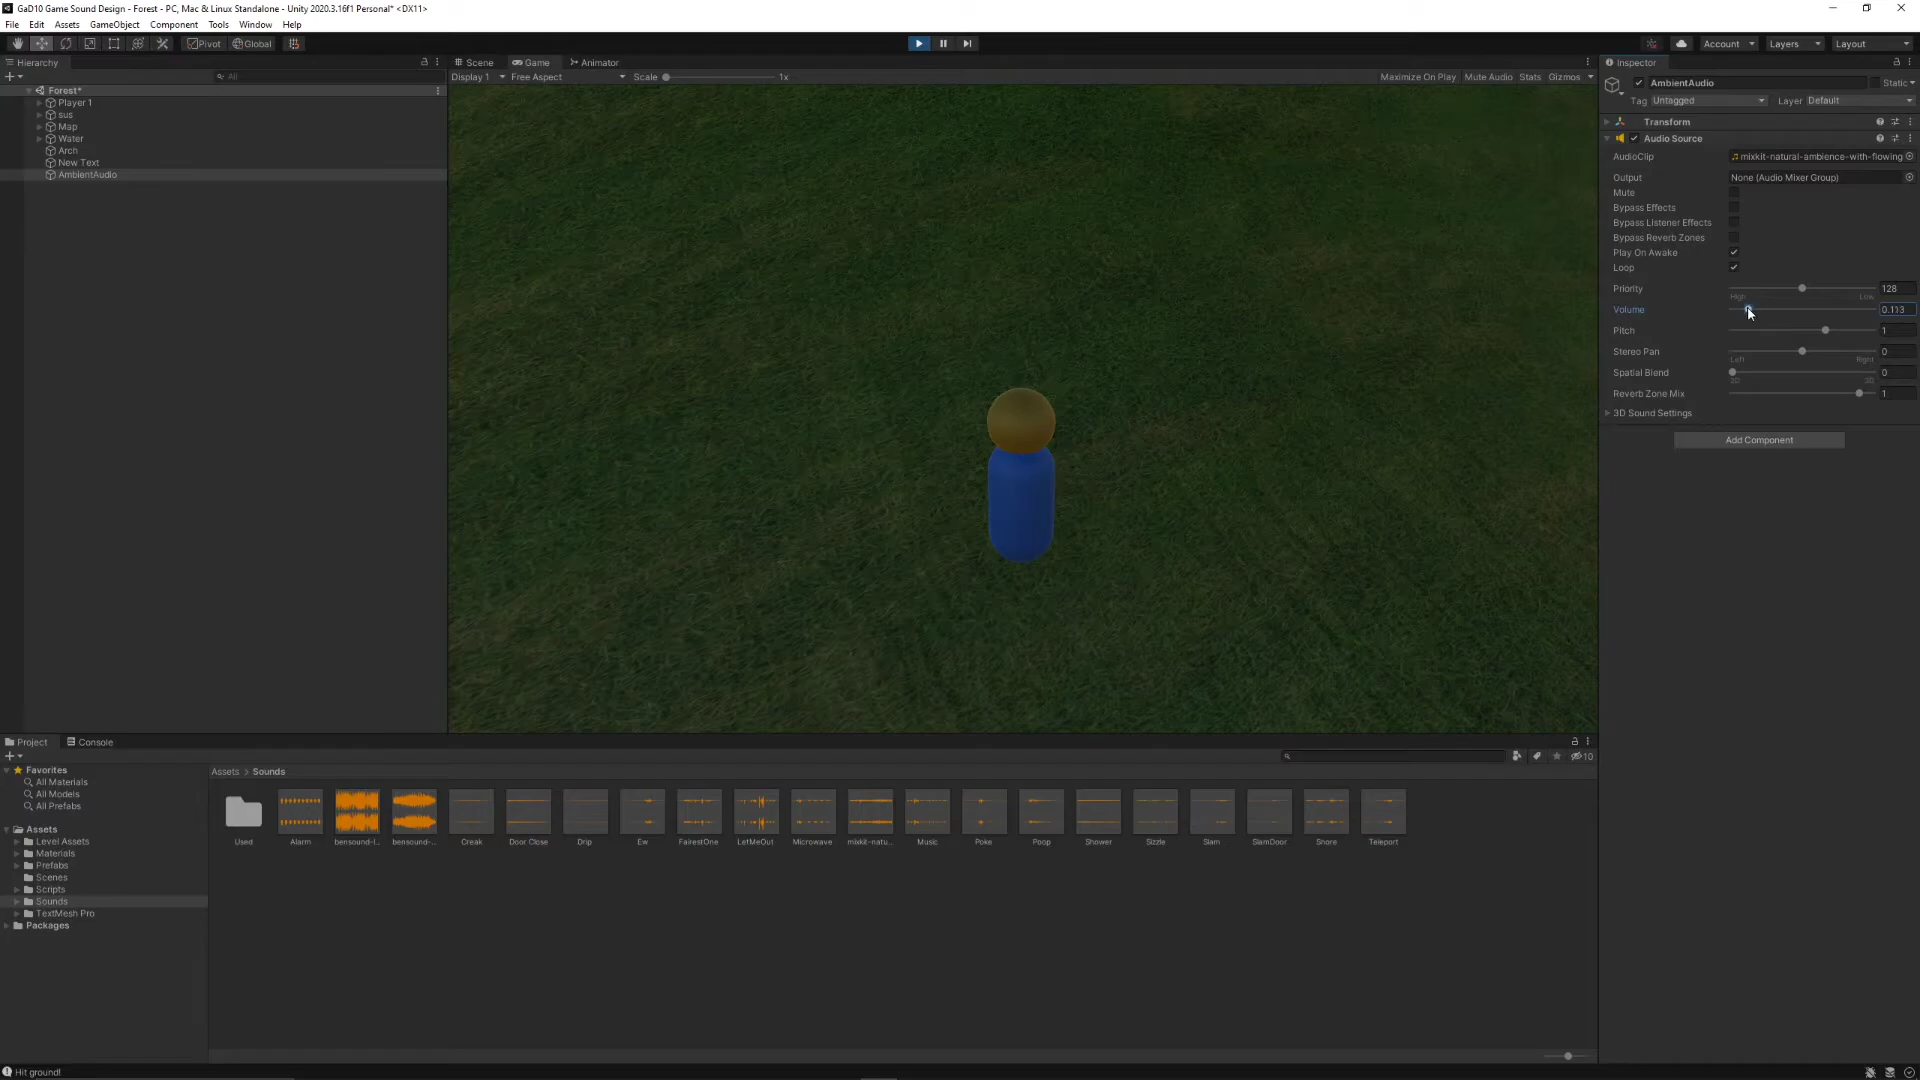 GaD10 Game Sound Design - Forest - PC, Mac & Linux Standalone - Unity 2020.3.16f1 Personal* <DX11>
File Edit Assets GameObject Component Tools Window Help
Pivot Global Account Layers Layout
Hierarchy Scene Game Animator Inspector
All Display 1 Free Aspect Scale 1x Maximize On Play Mute Audio Stats Gizmos
Forest*
Player 1
sus
Map
Water
Arch
New Text
AmbientAudio
AmbientAudio Static
Tag Untagged Layer Default
Transform
Audio Source
AudioClip mixkit-natural-ambience-with-flowing
Output None (Audio Mixer Group)
Mute
Bypass Effects
Bypass Listener Effects
Bypass Reverb Zones
Play On Awake
Loop
Priority 128
High Low
Volume 0.113
Pitch 1
Stereo Pan 0
Left Right
Spatial Blend 0
2D 3D
Reverb Zone Mix 1
3D Sound Settings
Add Component
Project Console
10
Favorites
All Materials
All Models
All Prefabs
Assets
Level Assets
Materials
Prefabs
Scenes
Scripts
Sounds
TextMesh Pro
Packages
Assets > Sounds
Used Alarm bensound-l... bensound-... Creak Door Close Drip Ew FairestOne LetMeOut Microwave mixkit-natu... Music Poke Poop Shower Sizzle Slam SlamDoor Snore Teleport
Hit ground!